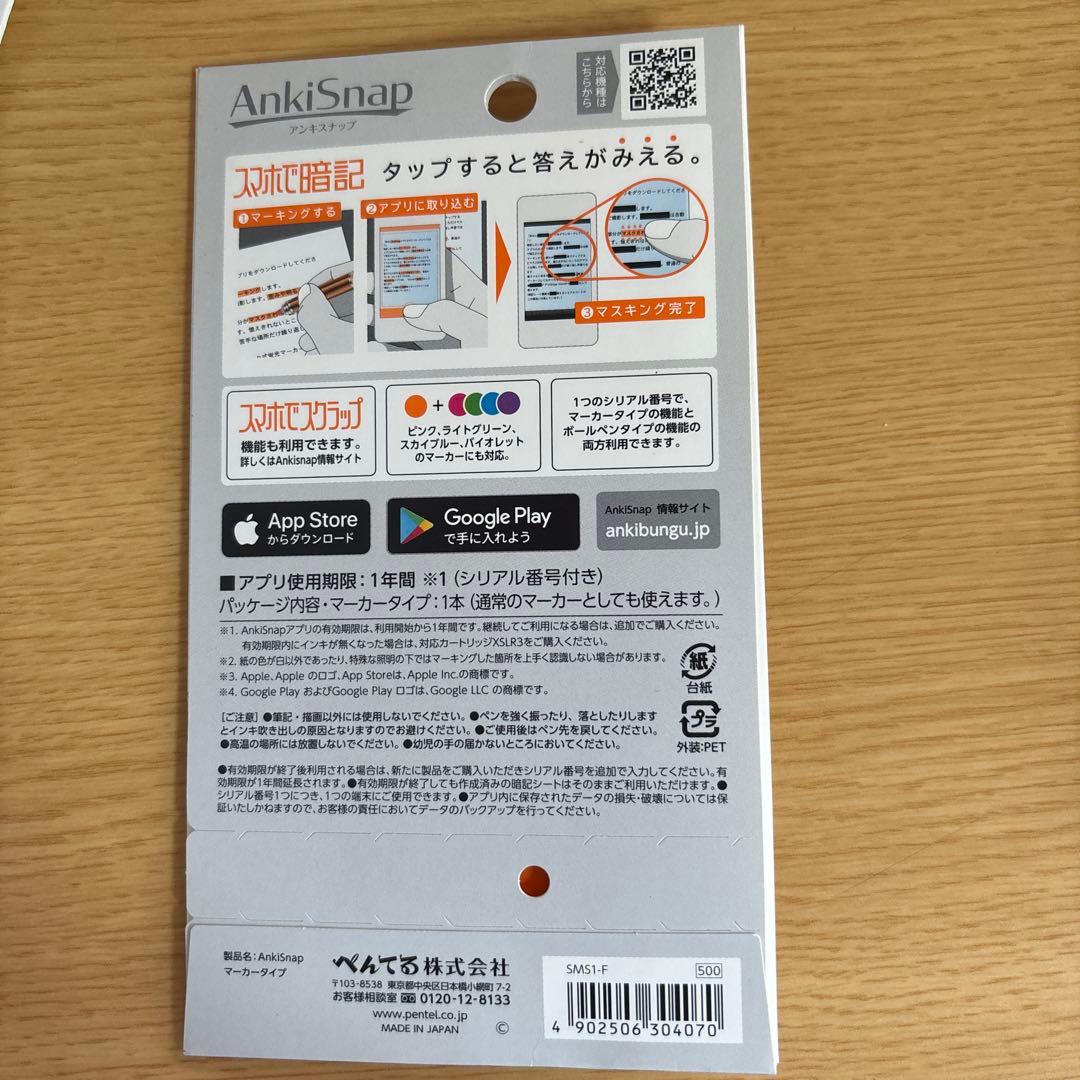 AnkiSnap
アンキスナップ
対応機種は
こちらから
スマホで暗記 タップすると答えがみえる。
❶マーキングする
❷アプリに取り込む
❸マスキング完了
スマホでスクラップ
機能も利用できます。
詳しくはAnkisnap情報サイト
+
ピンク、ライトグリーン、
スカイブルー、バイオレット
のマーカーにも対応。
1つのシリアル番号で、
マーカータイプの機能と
ボールペンタイプの機能の
両方利用できます。
App Store
からダウンロード
Google Play
で手に入れよう
AnkiSnap 情報サイト
ankibungu.jp
■アプリ使用期限：1年間 ※1（シリアル番号付き）
パッケージ内容・マーカータイプ：1本（通常のマーカーとしても使えます。）
※1. AnkiSnapアプリの有効期限は、利用開始から1年間です。継続してご利用になる場合は、追加でご購入ください。
有効期限内にインキが無くなった場合は、対応カートリッジXSLR3をご購入ください。
※2. 紙の色が白以外であったり、特殊な照明の下ではマーキングした箇所を上手く認識しない場合があります。
※3. Apple、Apple のロゴ、App Storeは、Apple Inc.の商標です。
※4. Google Play およびGoogle Play ロゴは、Google LLC の商標です。
紙
台紙
プラ
外装:PET
[ご注意] ●筆記・描画以外には使用しないでください。●ペンを強く振ったり、落としたりします
とインキ吹き出しの原因となりますのでお避けください。●ご使用後はペン先を戻してください。
●高温の場所には放置しないでください。●幼児の手の届かないところにおいてください。
●有効期限が終了後利用される場合は、新たに製品をご購入いただきシリアル番号を追加で入力してください。有
効期限が1年間延長されます。●有効期限が終了しても作成済みの暗記シートはそのままご利用いただけます。●
シリアル番号1つにつき、1つの端末にご使用できます。●アプリ内に保存されたデータの損失・破壊については保
証いたしかねますので、お客様の責任においてデータのバックアップを行ってください。
製品名：AnkiSnap
マーカータイプ
ぺんてる株式会社
〒103-8538 東京都中央区日本橋小網町 7-2
お客様相談室 0120-12-8133
www.pentel.co.jp
MADE IN JAPAN ©
SMS1-F 500
4 902506 304070